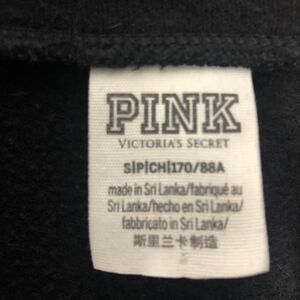 PINK
VICTORIA'S SECRET
S|P|CH|170/88A
made in Sri Lanka/fabriqué au
Sri Lanka/hecho en Sri Lanka/
fabbricato in Sri Lanka/
斯里兰卡制造